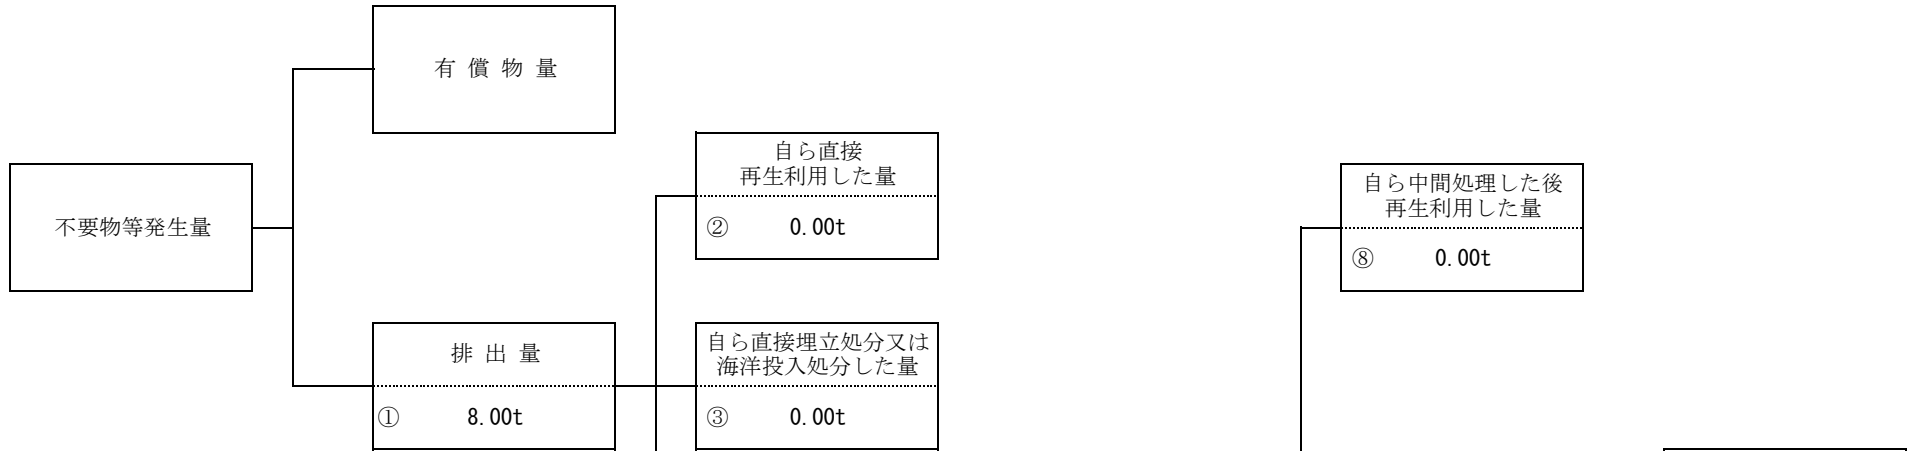 有 償 物 量
自ら直接
再生利用した量
② 0.00t
自ら中間処理した後
再生利用した量
⑧ 0.00t
不要物等発生量
排 出 量
① 8.00t
自ら直接埋立処分又は
海洋投入処分した量
③ 0.00t